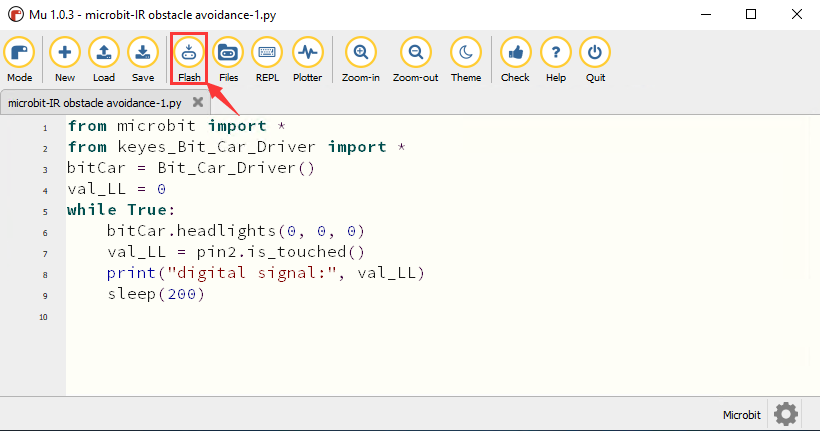 Mu 1.0.3 - microbit-IR obstacle avoidance-1.py
Mode New Load Save Flash Files REPL Plotter Zoom-in Zoom-out Theme Check Help Quit
microbit-IR obstacle avoidance-1.py
1 from microbit import *
2 from keyes_Bit_Car_Driver import *
3 bitCar = Bit_Car_Driver()
4 val_LL = 0
5 while True:
6     bitCar.headlights(0, 0, 0)
7     val_LL = pin2.is_touched()
8     print("digital signal:", val_LL)
9     sleep(200)
10
Microbit